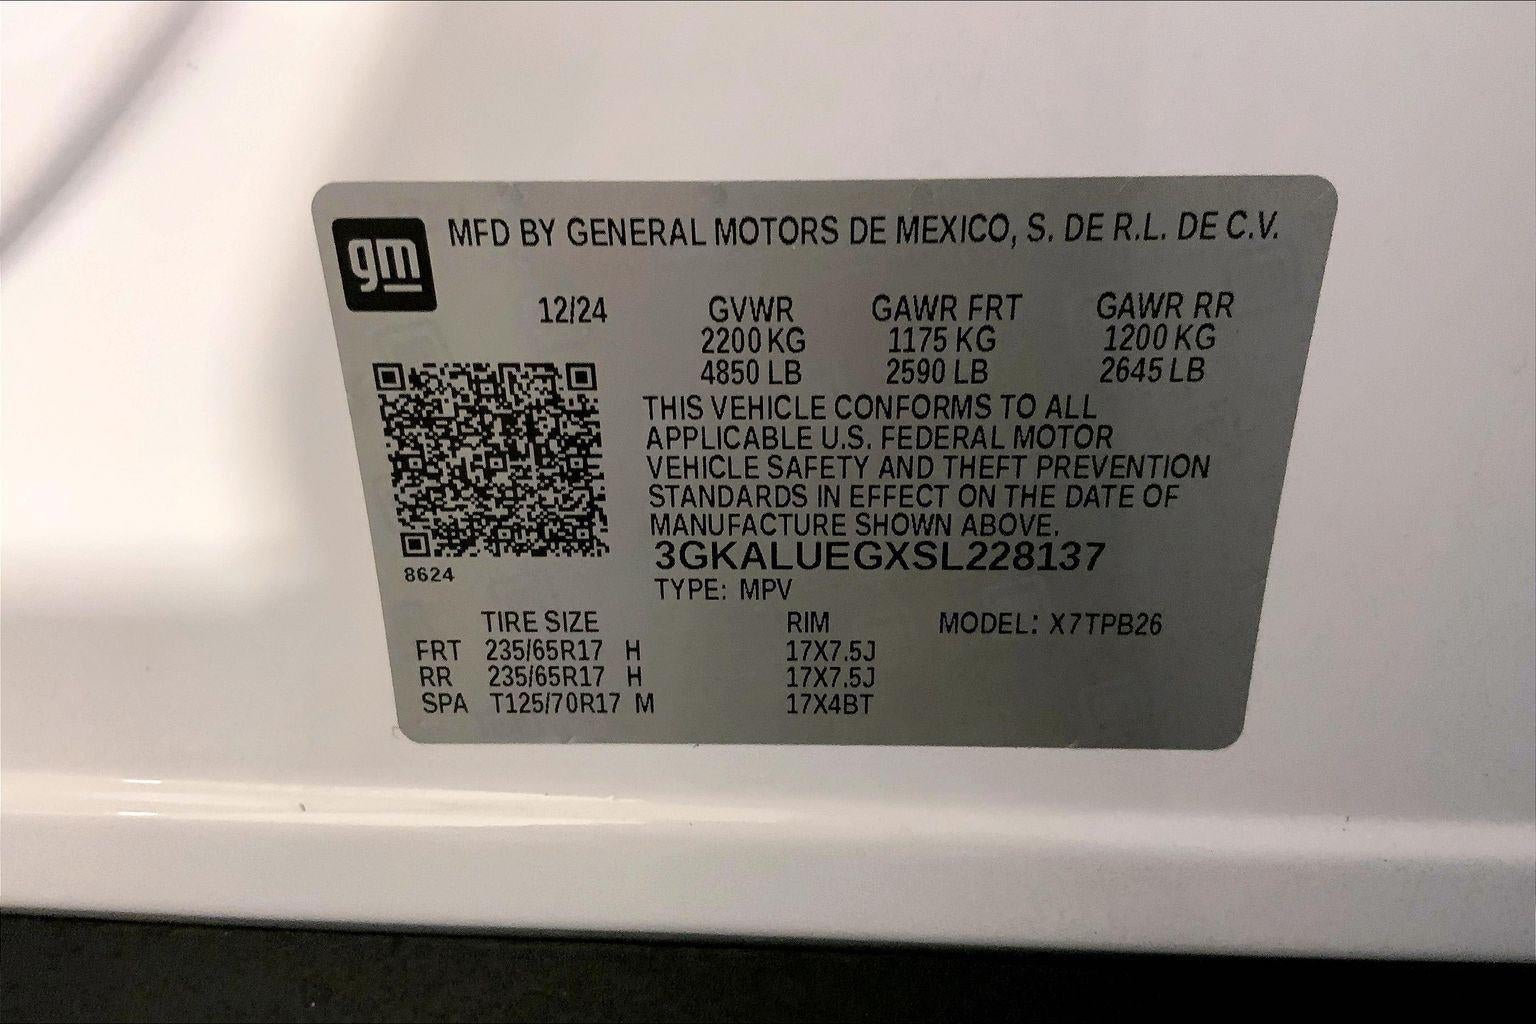 gm
MFD BY GENERAL MOTORS DE MEXICO, S. DE R.L. DE C.V.
12/24 GVWR GAWR FRT GAWR RR
2200 KG 1175 KG 1200 KG
4850 LB 2590 LB 2645 LB
THIS VEHICLE CONFORMS TO ALL
APPLICABLE U.S. FEDERAL MOTOR
VEHICLE SAFETY AND THEFT PREVENTION
STANDARDS IN EFFECT ON THE DATE OF
MANUFACTURE SHOWN ABOVE.
3GKALUEGXSL228137
8624
TYPE: MPV
TIRE SIZE RIM MODEL: X7TPB26
FRT 235/65R17 H 17X7.5J
RR 235/65R17 H 17X7.5J
SPA T125/70R17 M 17X4BT